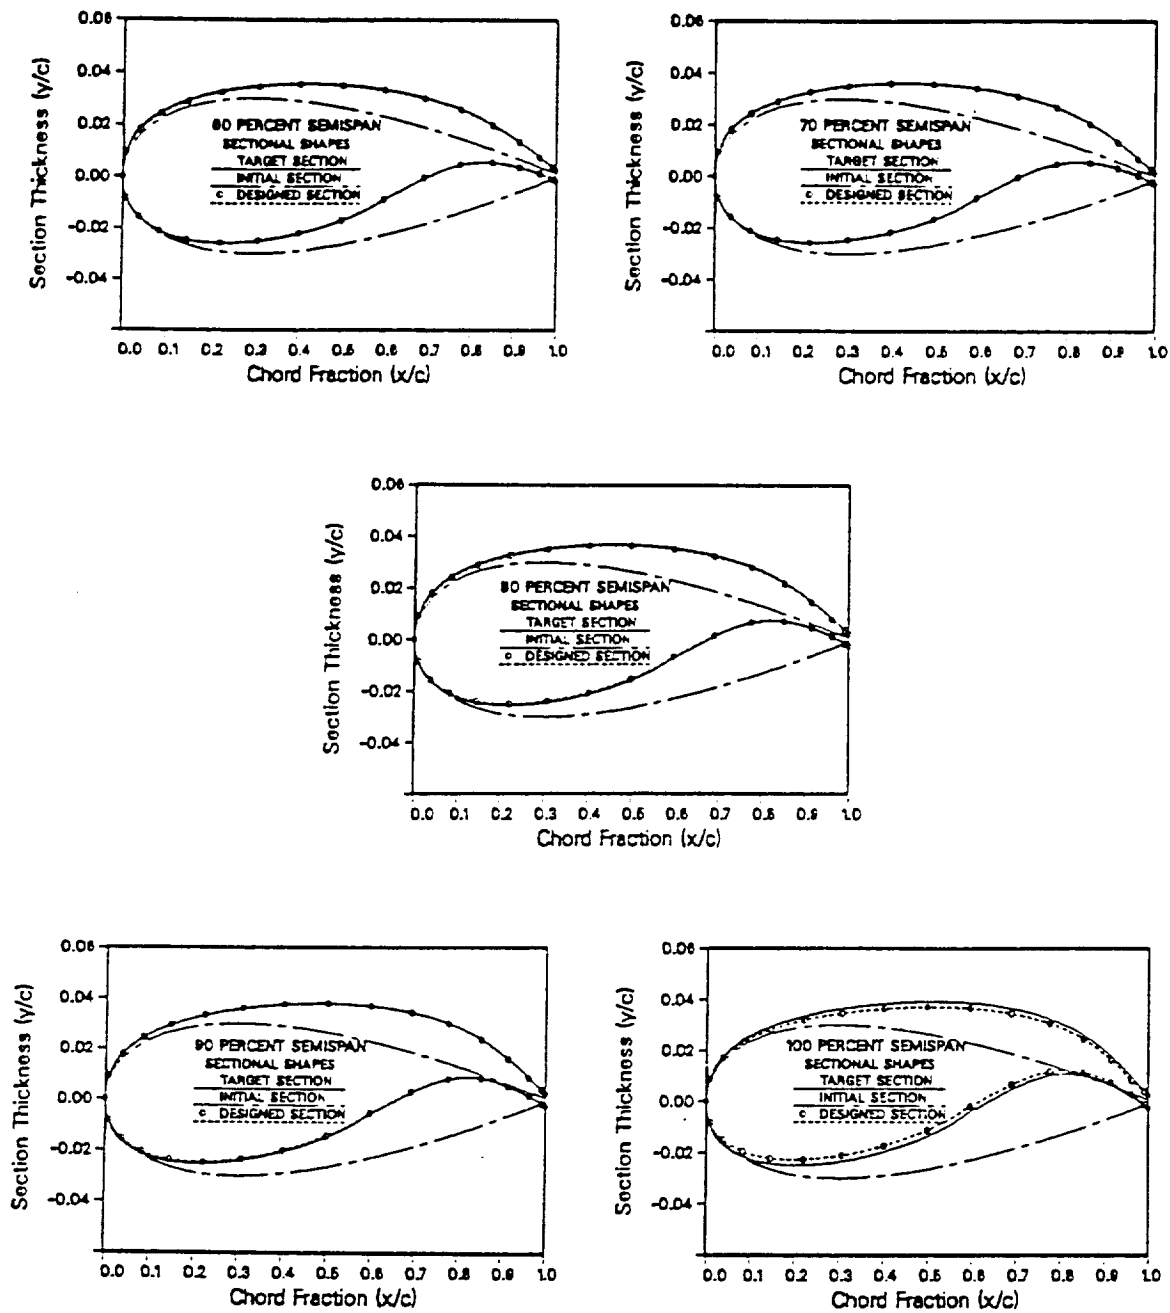 0.06
0.04
0.02
0.00
-0.02
-0.04
Section Thickness (y/c)
60 PERCENT SEMISPAN
SECTIONAL SHAPES
TARGET SECTION
INITIAL SECTION
DESIGNED SECTION
0.0 0.1 0.2 0.3 0.4 0.5 0.6 0.7 0.8 0.9 1.0
Chord Fraction (x/c)
0.06
0.04
0.02
0.00
-0.02
-0.04
Section Thickness (y/c)
70 PERCENT SEMISPAN
SECTIONAL SHAPES
TARGET SECTION
INITIAL SECTION
c DESIGNED SECTION
0.0 0.1 0.2 0.3 0.4 0.5 0.6 0.7 0.8 0.9 1.0
Chord Fraction (x/c)
0.06
0.04
0.02
0.00
-0.02
-0.04
Section Thickness (y/c)
80 PERCENT SEMISPAN
SECTIONAL SHAPES
TARGET SECTION
INITIAL SECTION
c DESIGNED SECTION
0.0 0.1 0.2 0.3 0.4 0.5 0.6 0.7 0.8 0.9 1.0
Chord Fraction (x/c)
0.06
0.04
0.02
0.00
-0.02
-0.04
Section Thickness (y/c)
90 PERCENT SEMISPAN
SECTIONAL SHAPES
TARGET SECTION
INITIAL SECTION
c DESIGNED SECTION
0.0 0.1 0.2 0.3 0.4 0.5 0.6 0.7 0.8 0.9 1.0
Chord Fraction (x/c)
0.06
0.04
0.02
0.00
-0.02
-0.04
Section Thickness (y/c)
100 PERCENT SEMISPAN
SECTIONAL SHAPES
TARGET SECTION
INITIAL SECTION
c DESIGNED SECTION
0.0 0.1 0.2 0.3 0.4 0.5 0.6 0.7 0.8 0.9 1.0
Chord Fraction (x/c)